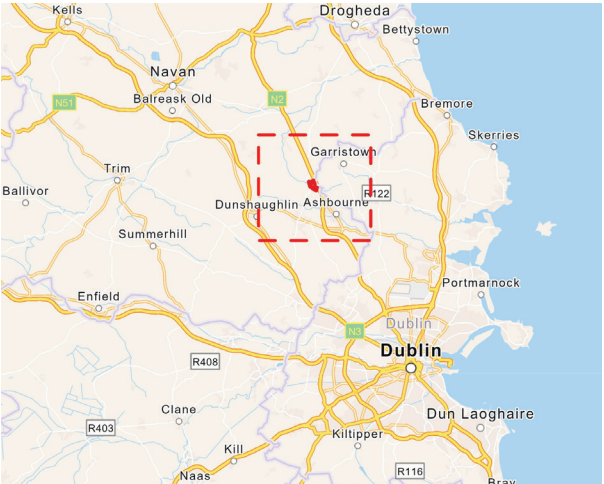 Kells
Drogheda
Bettystown
Navan
N51
Balreask Old
N2
Bremore
Skerries
Garristown
Trim
Ballivor
R122
Dunshaughlin
Ashbourne
Summerhill
Portmarnock
Enfield
Dublin
N3
Dublin
R408
Clane
Dun Laoghaire
R403
Kiltipper
Kill
R116
Naas
Bray